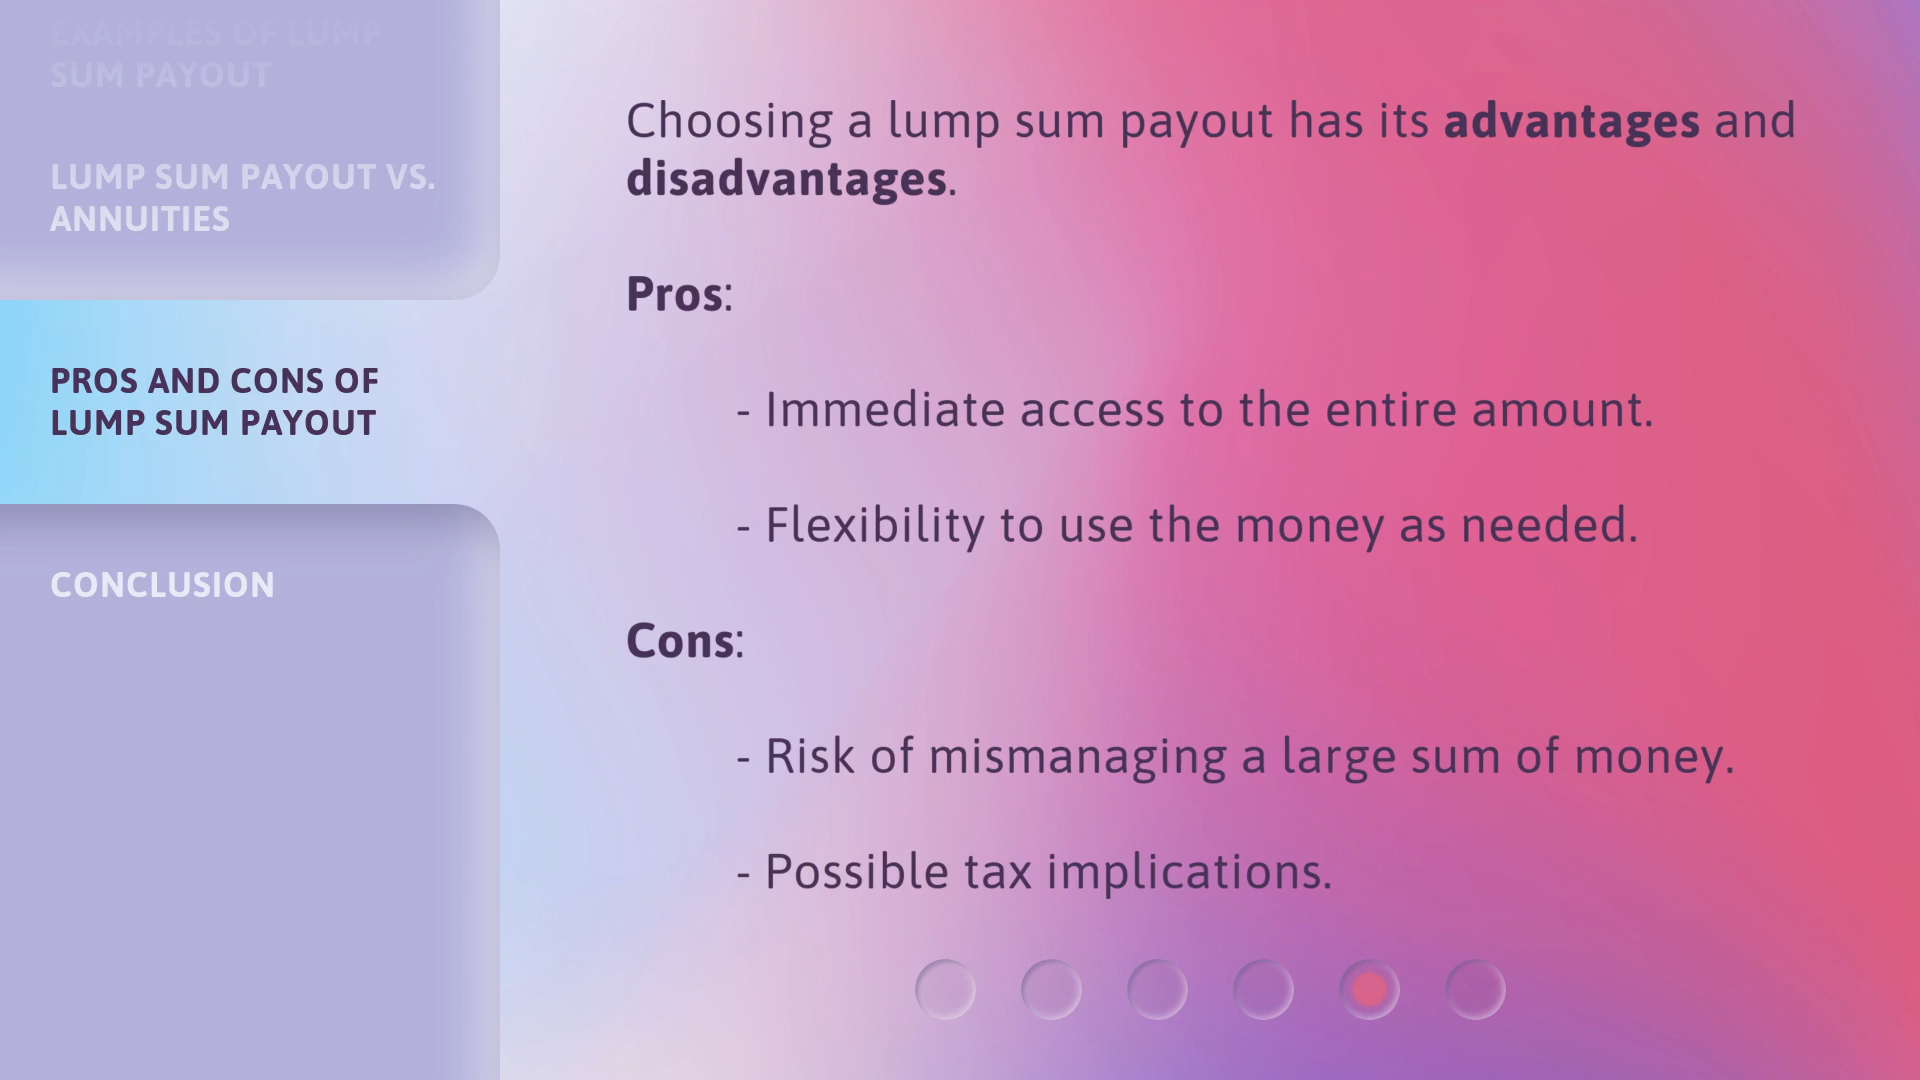 EXAMPLES OF LUMP
SUM PAYOUT
LUMP SUM PAYOUT VS.
ANNUITIES
PROS AND CONS OF
LUMP SUM PAYOUT
CONCLUSION
Choosing a lump sum payout has its advantages and
disadvantages.
Pros:
- Immediate access to the entire amount.
- Flexibility to use the money as needed.
Cons:
- Risk of mismanaging a large sum of money.
- Possible tax implications.